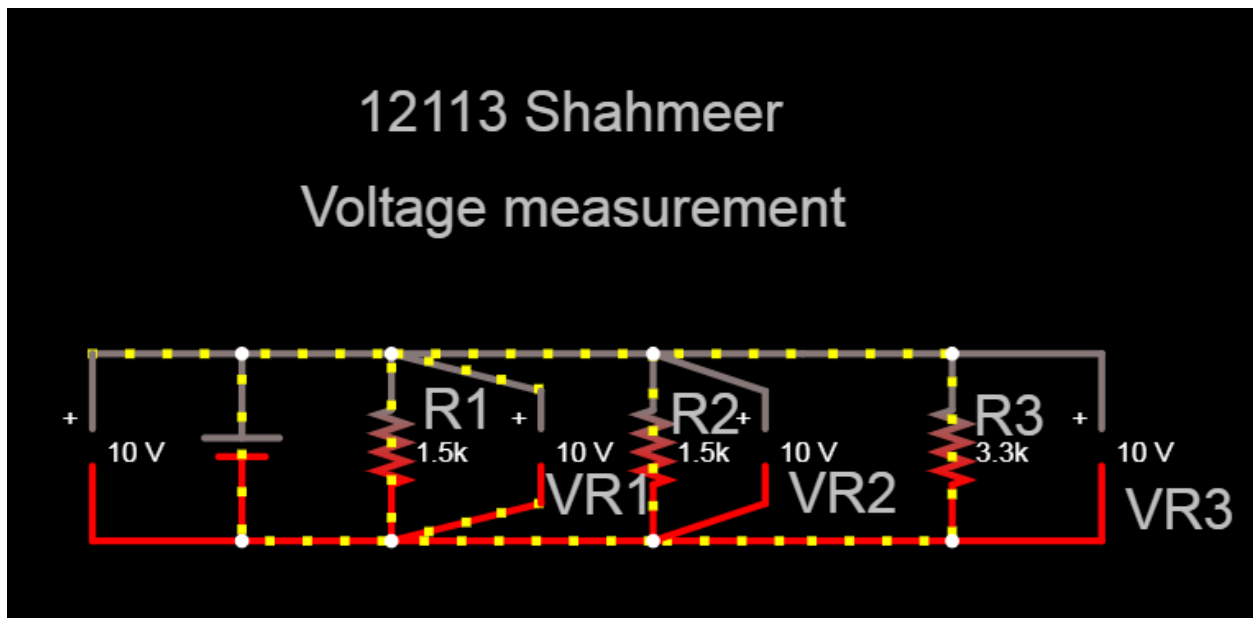 12113 Shahmeer
Voltage measurement
+ 10 V
R1
1.5k
+ 10 V
VR1
R2
1.5k
+ 10 V
VR2
R3
3.3k
+ 10 V
VR3